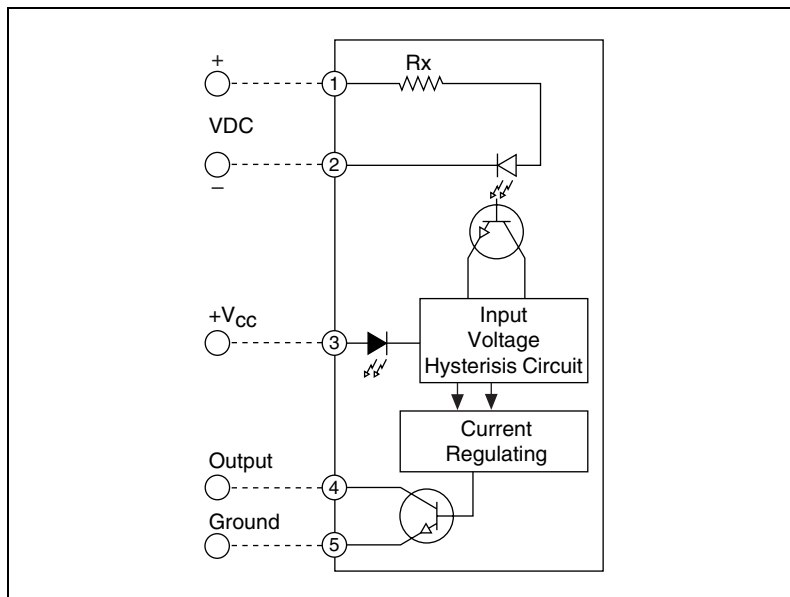 +
1
Rx
VDC
2
–
+VCC
3
Input
Voltage
Hysterisis Circuit
Current
Regulating
Output
4
Ground
5